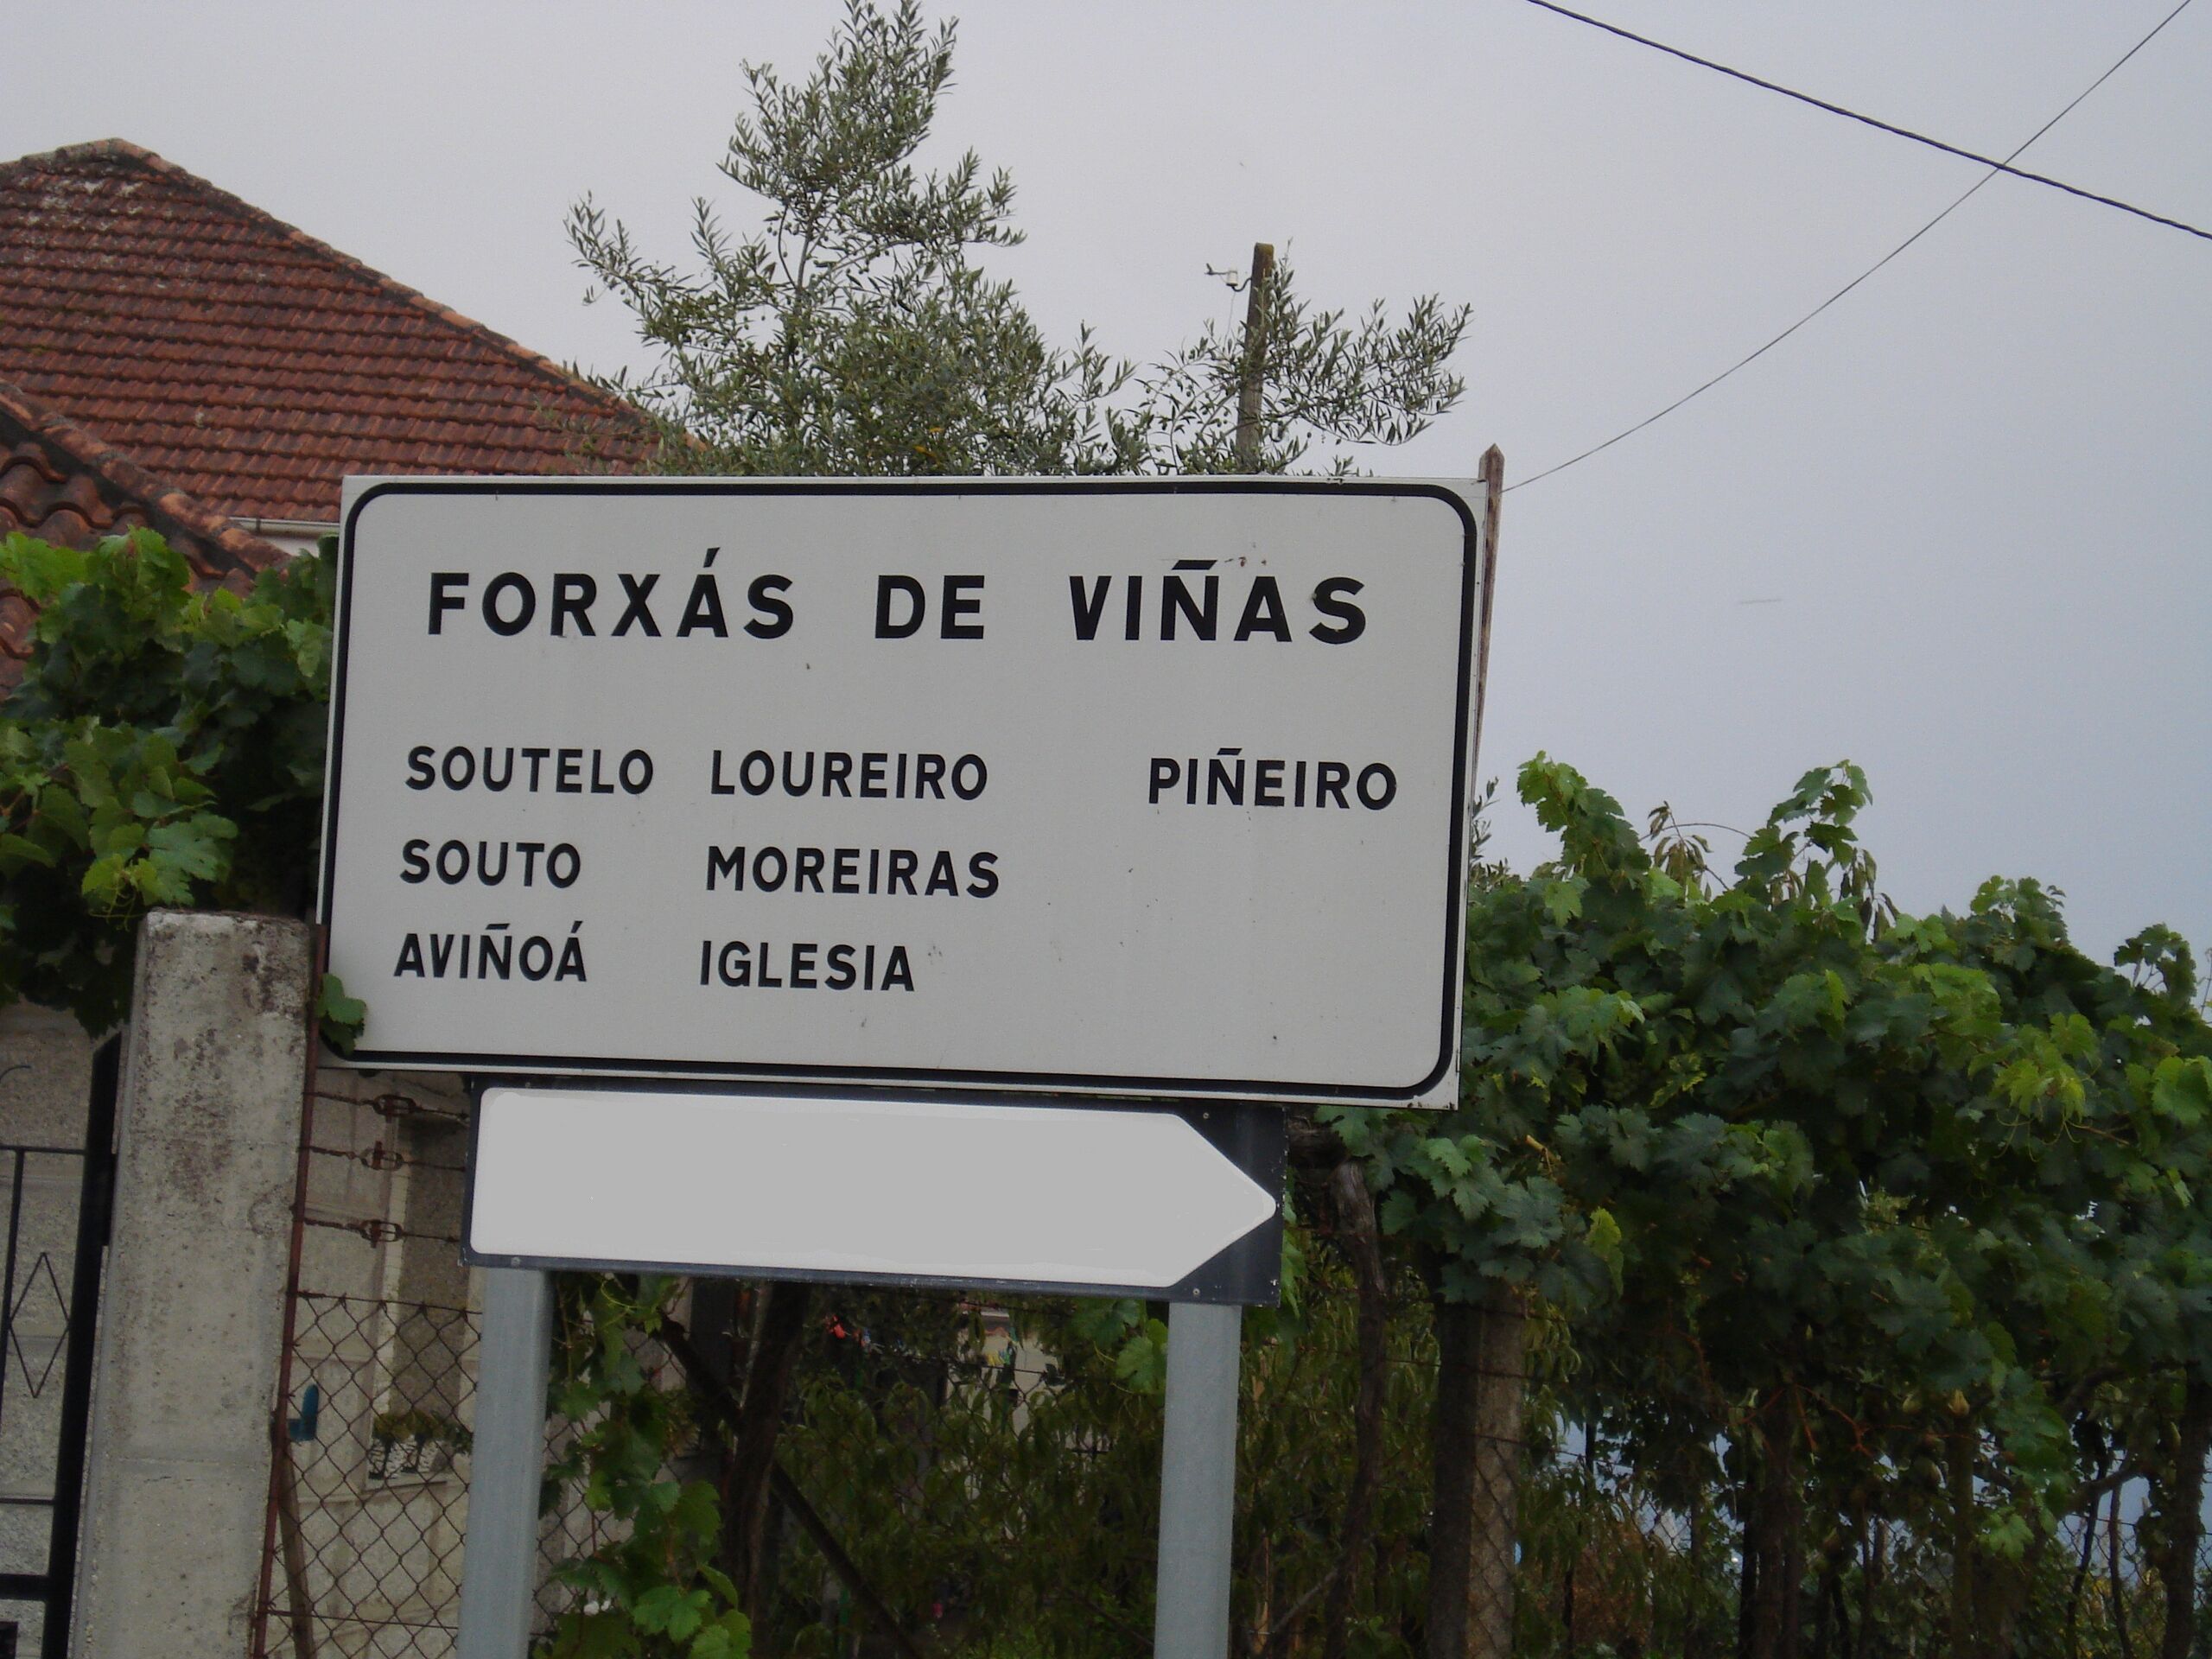 FORXÁS DE VIÑAS
SOUTELO LOUREIRO PIÑEIRO
SOUTO MOREIRAS
AVIÑOÁ IGLESIA